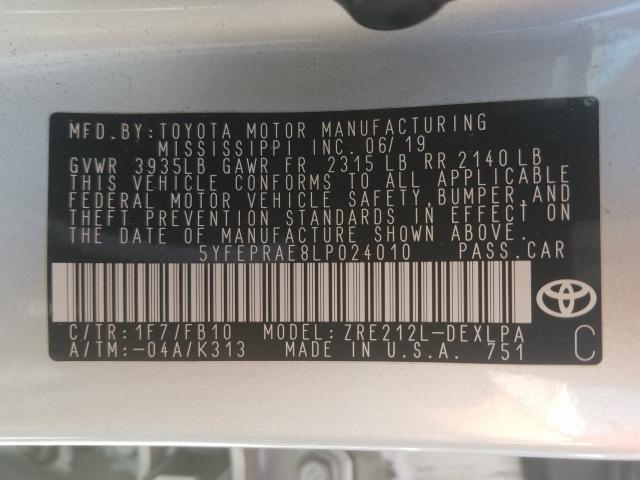 MFD.BY:TOYOTA MOTOR MANUFACTURING
MISSISSIPPI INC. 06/19
GVWR 3935LB GAWR FR 2315 LB RR 2140 LB
THIS VEHICLE CONFORMS TO ALL APPLICABLE
FEDERAL MOTOR VEHICLE SAFETY,BUMPER,AND
THEFT PREVENTION STANDARDS IN EFFECT ON
THE DATE OF MANUFACTURE SHOWN ABOVE.
5YFEPRAE8LP024010 PASS.CAR
C/TR:1F7/FB10 MODEL: ZRE212L-DEXLPA
A/TM:-04A/K313 MADE IN U.S.A. 751 C